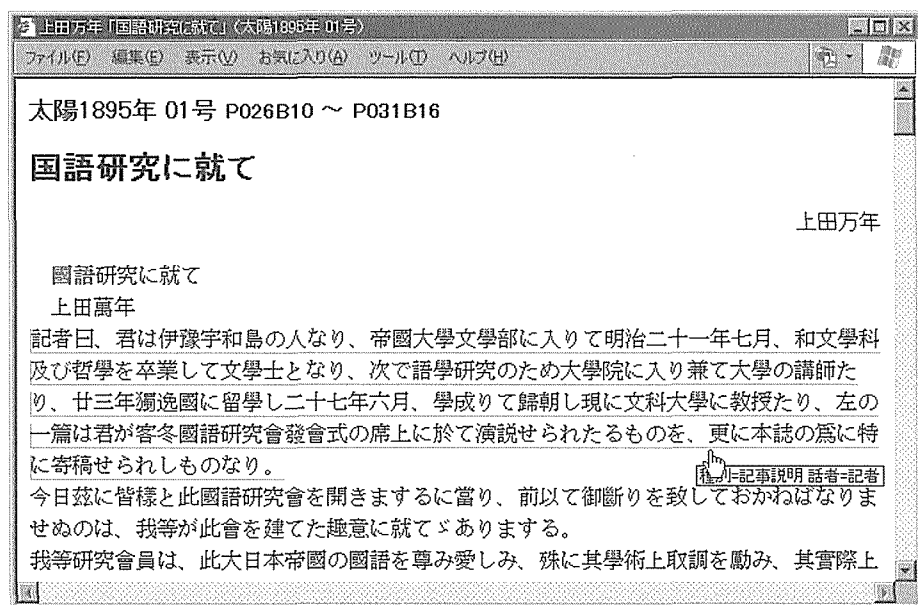 上田万年「国語研究に就て」（太陽1895年 01号）
ファイル(F) 編集(E) 表示(V) お気に入り(A) ツール(T) ヘルプ(H)
太陽1895年 01号 P026B10 ～ P031B16
国語研究に就て
上田万年
國語研究に就て
上田萬年
記者曰、君は伊豫宇和島の人なり、帝國大學文學部に入りて明治二十一年七月、和文學科
及び哲學を卒業して文學士となり、次で語學研究のため大學院に入り兼て大學の講師た
り、廿三年獨逸國に留學し二十七年六月、學成りて歸朝し現に文科大學に教授たり、左の
一篇は君が客冬國語研究會發會式の席上に於て演説せられたるものを、更に本誌の爲に特
に寄稿せられしものなり。
種別=記事説明 話者=記者
今日玆に皆樣と此國語研究會を開きまするに當り、前以て御斷りを致しておかねばなりま
せぬのは、我等が此會を建てた趣意に就てゞありまする。
我等研究會員は、此大日本帝國の國語を尊み愛しみ、殊に其學術上取調を勵み、其實際上